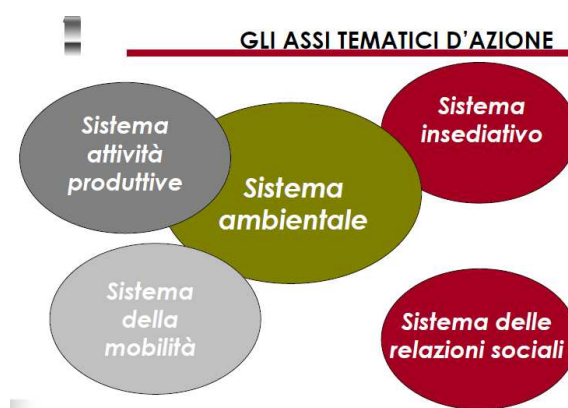 GLI ASSI TEMATICI D'AZIONE
Sistema
attività
produttive
Sistema
insediativo
Sistema
ambientale
Sistema
della
mobilità
Sistema delle
relazioni sociali